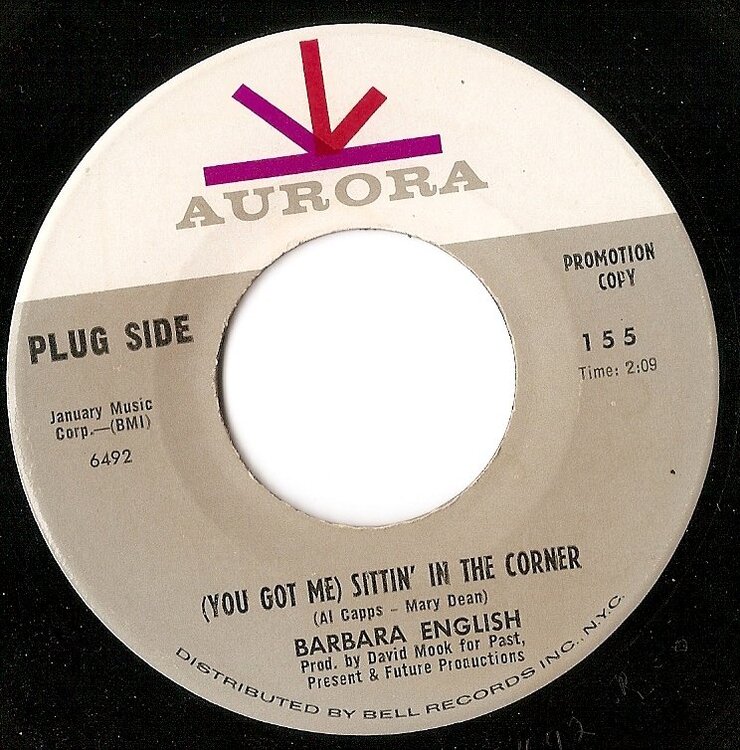 AURORA
PROMOTION
COPY
PLUG SIDE
155
Time: 2:09
January Music
Corp.—(BMI)
6492
(YOU GOT ME) SITTIN' IN THE CORNER
(Al Capps - Mary Dean)
BARBARA ENGLISH
Prod. by David Mook for Past,
Present & Future Productions
DISTRIBUTED BY BELL RECORDS INC., N.Y.C.